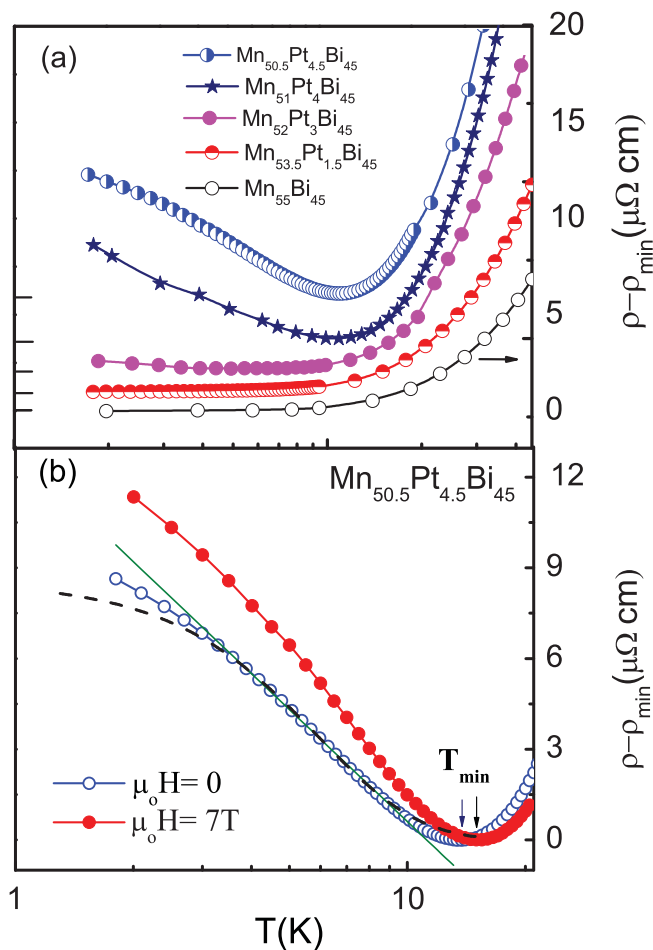 (a)
Mn50.5Pt4.5Bi45
Mn51Pt4Bi45
Mn52Pt3Bi45
Mn53.5Pt1.5Bi45
Mn55Bi45
20
15
10
5
0
ρ−ρmin(μΩ cm)
(b)
Mn50.5Pt4.5Bi45
12
9
6
3
0
ρ−ρmin(μΩ cm)
Tmin
μoH= 0
μoH= 7T
1
10
T(K)